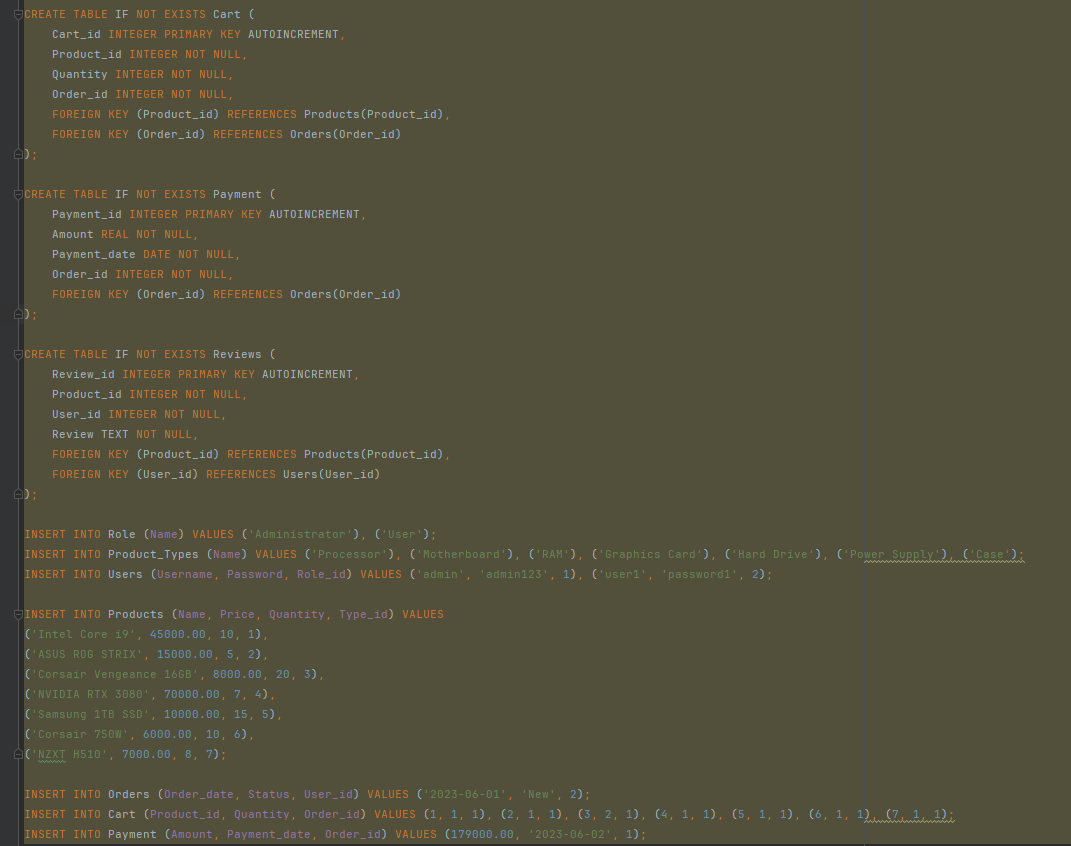 CREATE TABLE IF NOT EXISTS Cart (
    Cart_id INTEGER PRIMARY KEY AUTOINCREMENT,
    Product_id INTEGER NOT NULL,
    Quantity INTEGER NOT NULL,
    Order_id INTEGER NOT NULL,
    FOREIGN KEY (Product_id) REFERENCES Products(Product_id),
    FOREIGN KEY (Order_id) REFERENCES Orders(Order_id)
);
CREATE TABLE IF NOT EXISTS Payment (
    Payment_id INTEGER PRIMARY KEY AUTOINCREMENT,
    Amount REAL NOT NULL,
    Payment_date DATE NOT NULL,
    Order_id INTEGER NOT NULL,
    FOREIGN KEY (Order_id) REFERENCES Orders(Order_id)
);
CREATE TABLE IF NOT EXISTS Reviews (
    Review_id INTEGER PRIMARY KEY AUTOINCREMENT,
    Product_id INTEGER NOT NULL,
    User_id INTEGER NOT NULL,
    Review TEXT NOT NULL,
    FOREIGN KEY (Product_id) REFERENCES Products(Product_id),
    FOREIGN KEY (User_id) REFERENCES Users(User_id)
);
INSERT INTO Role (Name) VALUES ('Administrator'), ('User');
INSERT INTO Product_Types (Name) VALUES ('Processor'), ('Motherboard'), ('RAM'), ('Graphics Card'), ('Hard Drive'), ('Power Supply'), ('Case');
INSERT INTO Users (Username, Password, Role_id) VALUES ('admin', 'admin123', 1), ('user1', 'password1', 2);
INSERT INTO Products (Name, Price, Quantity, Type_id) VALUES
('Intel Core i9', 45000.00, 10, 1),
('ASUS ROG STRIX', 15000.00, 5, 2),
('Corsair Vengeance 16GB', 8000.00, 20, 3),
('NVIDIA RTX 3080', 70000.00, 7, 4),
('Samsung 1TB SSD', 10000.00, 15, 5),
('Corsair 750W', 6000.00, 10, 6),
('NZXT H510', 7000.00, 8, 7);
INSERT INTO Orders (Order_date, Status, User_id) VALUES ('2023-06-01', 'New', 2);
INSERT INTO Cart (Product_id, Quantity, Order_id) VALUES (1, 1, 1), (2, 1, 1), (3, 2, 1), (4, 1, 1), (5, 1, 1), (6, 1, 1), (7, 1, 1);
INSERT INTO Payment (Amount, Payment_date, Order_id) VALUES (179000.00, '2023-06-02', 1);